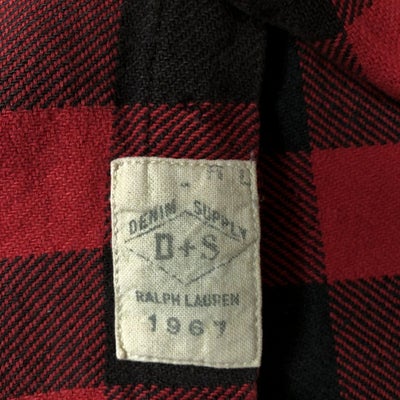 DENIM SUPPLY
D+S
RALPH LAUREN
1967